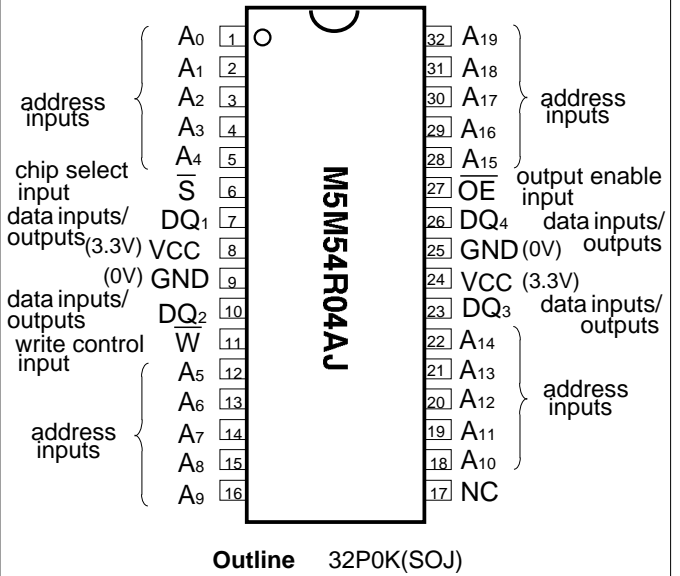 A0 1 32 A19
A1 2 31 A18
address inputs A2 3 30 A17 address inputs
A3 4 29 A16
A4 5 28 A15
chip select input S̅ 6 27 O̅E̅ output enable input
data inputs/ outputs DQ1 7 26 DQ4 data inputs/ outputs
(3.3V) VCC 8 25 GND (0V)
(0V) GND 9 24 VCC (3.3V)
data inputs/ outputs DQ2 10 23 DQ3 data inputs/ outputs
write control input W̅ 11 22 A14
A5 12 21 A13
A6 13 20 A12 address inputs
address inputs A7 14 19 A11
A8 15 18 A10
A9 16 17 NC
M5M54R04AJ
Outline 32P0K(SOJ)